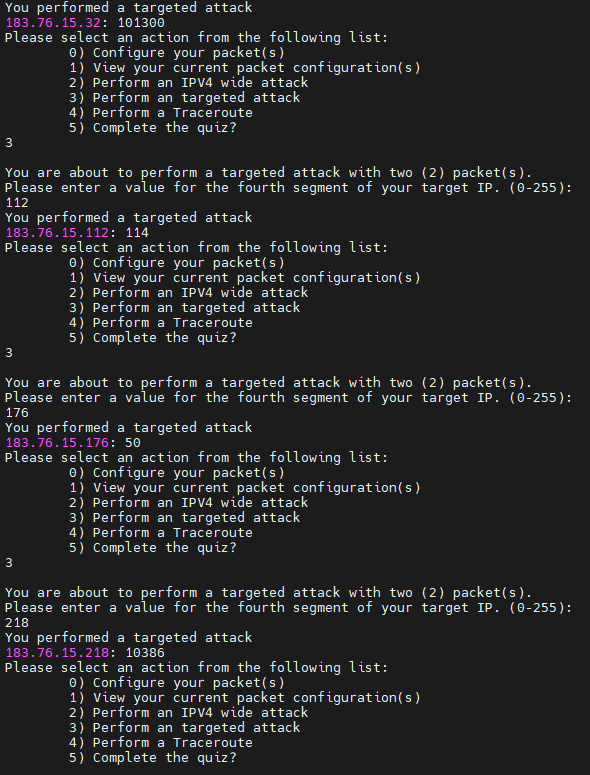 You performed a targeted attack
183.76.15.32: 101300
Please select an action from the following list:
0) Configure your packet(s)
1) View your current packet configuration(s)
2) Perform an IPV4 wide attack
3) Perform an targeted attack
4) Perform a Traceroute
5) Complete the quiz?
3
You are about to perform a targeted attack with two (2) packet(s).
Please enter a value for the fourth segment of your target IP. (0-255):
112
You performed a targeted attack
183.76.15.112: 114
Please select an action from the following list:
0) Configure your packet(s)
1) View your current packet configuration(s)
2) Perform an IPV4 wide attack
3) Perform an targeted attack
4) Perform a Traceroute
5) Complete the quiz?
3
You are about to perform a targeted attack with two (2) packet(s).
Please enter a value for the fourth segment of your target IP. (0-255):
176
You performed a targeted attack
183.76.15.176: 50
Please select an action from the following list:
0) Configure your packet(s)
1) View your current packet configuration(s)
2) Perform an IPV4 wide attack
3) Perform an targeted attack
4) Perform a Traceroute
5) Complete the quiz?
3
You are about to perform a targeted attack with two (2) packet(s).
Please enter a value for the fourth segment of your target IP. (0-255):
218
You performed a targeted attack
183.76.15.218: 10386
Please select an action from the following list:
0) Configure your packet(s)
1) View your current packet configuration(s)
2) Perform an IPV4 wide attack
3) Perform an targeted attack
4) Perform a Traceroute
5) Complete the quiz?